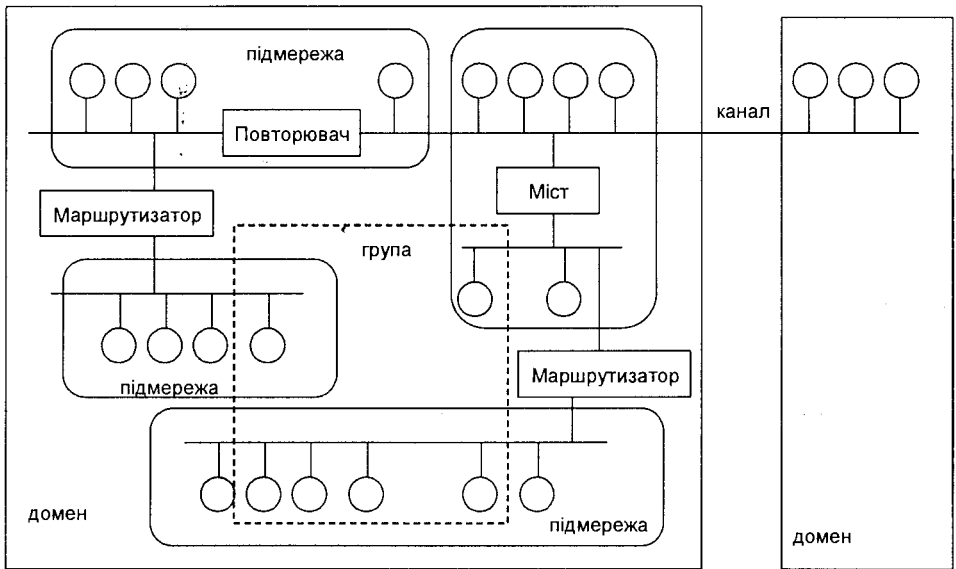 підмережа
Повторювач
канал
Міст
Маршрутизатор
група
Маршрутизатор
підмережа
домен
підмережа
домен